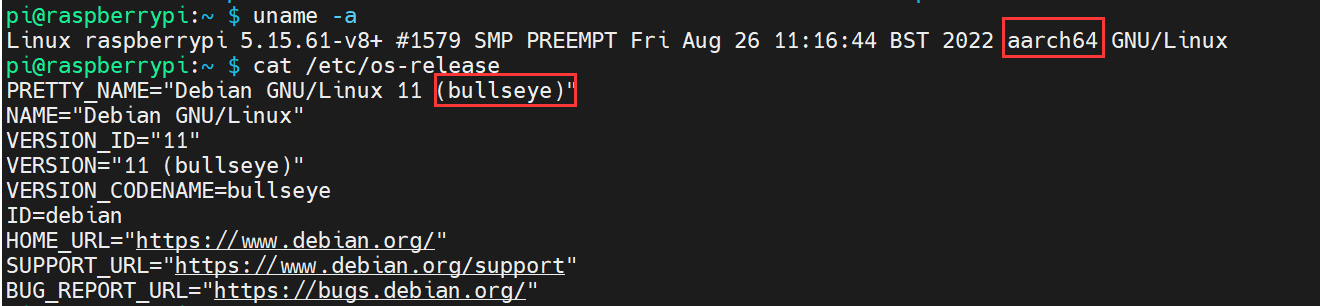 pi@raspberrypi:~ $ uname -a
Linux raspberrypi 5.15.61-v8+ #1579 SMP PREEMPT Fri Aug 26 11:16:44 BST 2022 aarch64 GNU/Linux
pi@raspberrypi:~ $ cat /etc/os-release
PRETTY_NAME="Debian GNU/Linux 11 (bullseye)"
NAME="Debian GNU/Linux"
VERSION_ID="11"
VERSION="11 (bullseye)"
VERSION_CODENAME=bullseye
ID=debian
HOME_URL="https://www.debian.org/"
SUPPORT_URL="https://www.debian.org/support"
BUG_REPORT_URL="https://bugs.debian.org/"